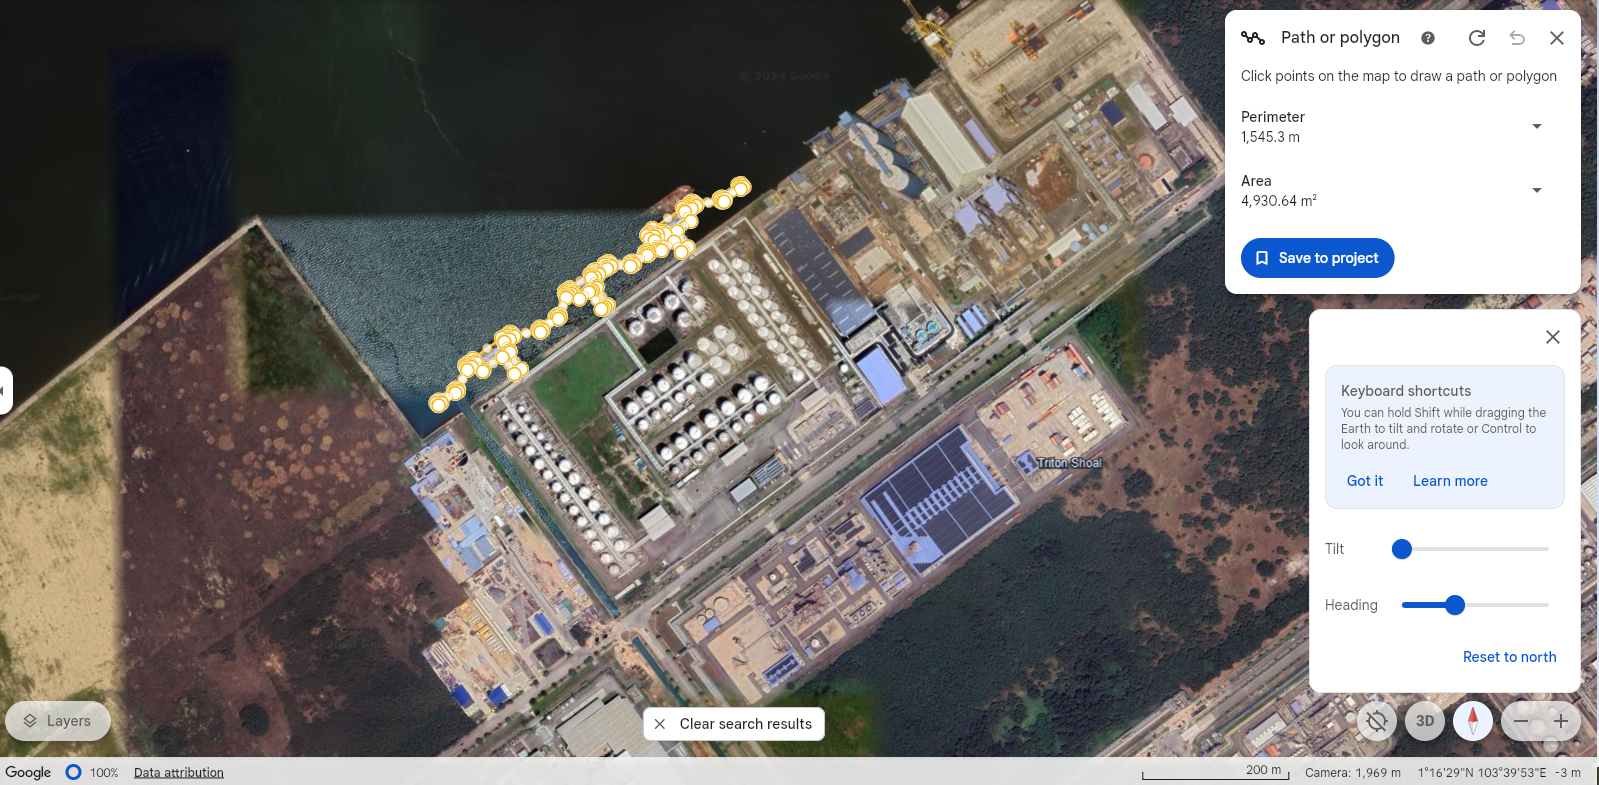 Path or polygon
Click points on the map to draw a path or polygon
Perimeter
1,545.3 m
Area
4,930.64 m²
Save to project
© 2034 Google
Google
Keyboard shortcuts
You can hold Shift while dragging the
Earth to tilt and rotate or Control to
look around.
Got it
Learn more
Triton Shoal
Tilt
Heading
Reset to north
Layers
Clear search results
3D
Google
100%
Data attribution
200 m
Camera: 1,969 m
1°16'29"N 103°39'53"E
-3 m